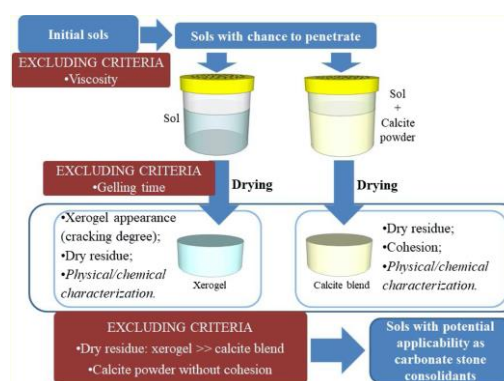 Initial sols
Sols with chance to penetrate
EXCLUDING CRITERIA
•Viscosity
Sol
Sol
+
Calcite
powder
EXCLUDING CRITERIA
•Gelling time
Drying
Drying
•Xerogel appearance
(cracking degree);
•Dry residue;
•Physical/chemical
characterization.
Xerogel
Calcite blend
•Dry residue;
•Cohesion;
•Physical/chemical
characterization.
EXCLUDING CRITERIA
•Dry residue: xerogel >> calcite blend
•Calcite powder without cohesion
Sols with potential
applicability as
carbonate stone
consolidants